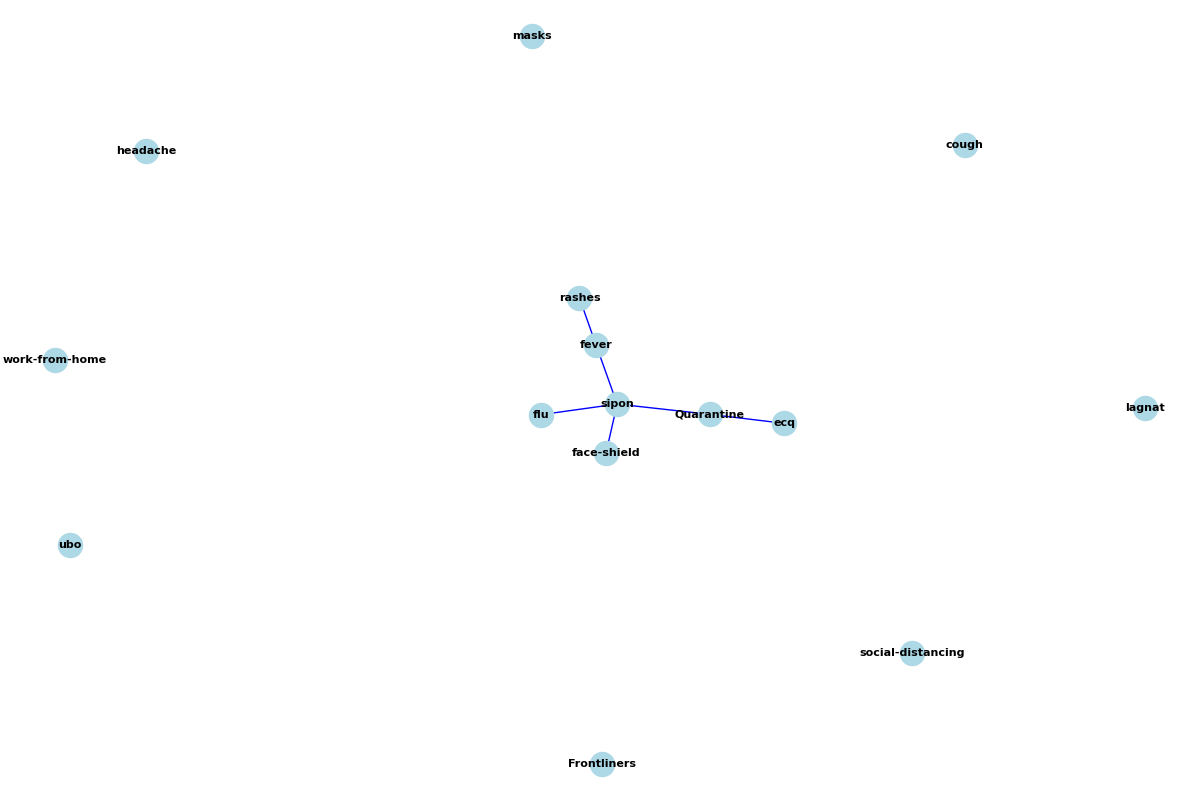 masks
headache
cough
rashes
fever
work-from-home
sipon
lagnat
flu
Quarantine
ecq
face-shield
ubo
social-distancing
Frontliners